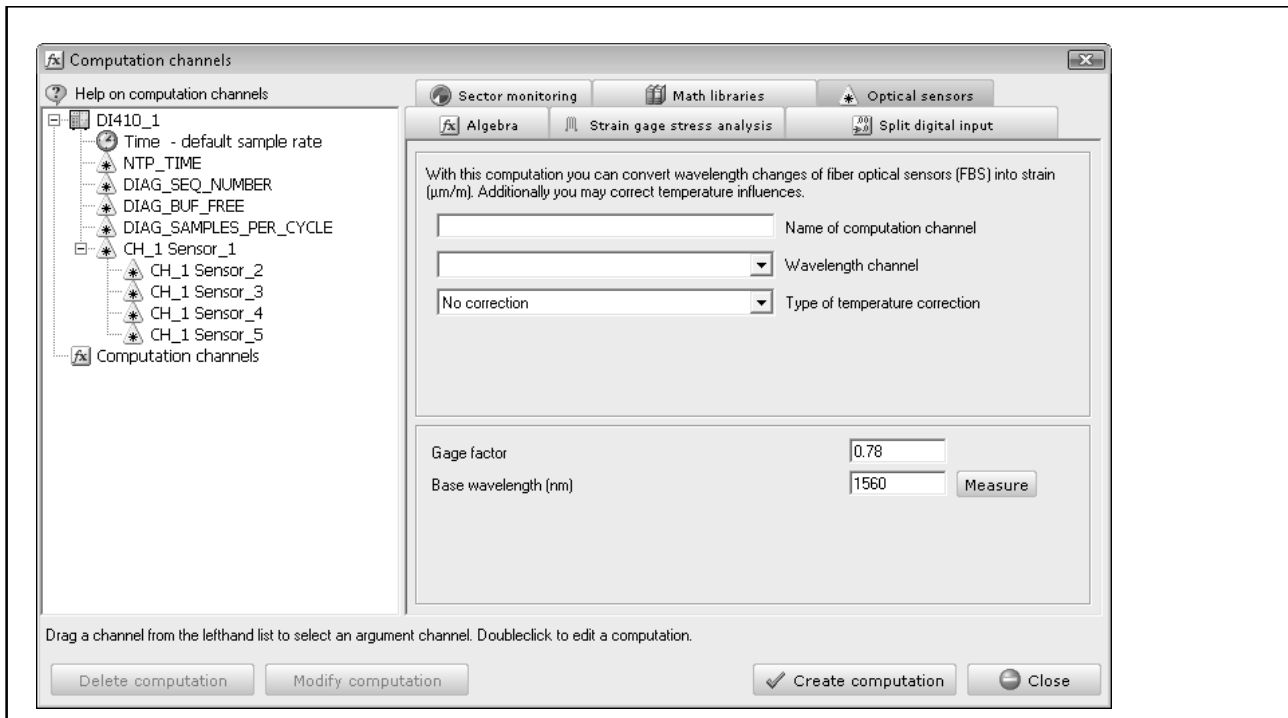 Computation channels
Help on computation channels
DI410_1
Time - default sample rate
NTP_TIME
DIAG_SEQ_NUMBER
DIAG_BUF_FREE
DIAG_SAMPLES_PER_CYCLE
CH_1 Sensor_1
CH_1 Sensor_2
CH_1 Sensor_3
CH_1 Sensor_4
CH_1 Sensor_5
Computation channels
Sector monitoring Math libraries Optical sensors
Algebra Strain gage stress analysis Split digital input
With this computation you can convert wavelength changes of fiber optical sensors (FBS) into strain
(µm/m). Additionally you may correct temperature influences.
Name of computation channel
Wavelength channel
No correction Type of temperature correction
Gage factor 0.78
Base wavelength (nm) 1560 Measure
Drag a channel from the lefthand list to select an argument channel. Doubleclick to edit a computation.
Delete computation Modify computation Create computation Close